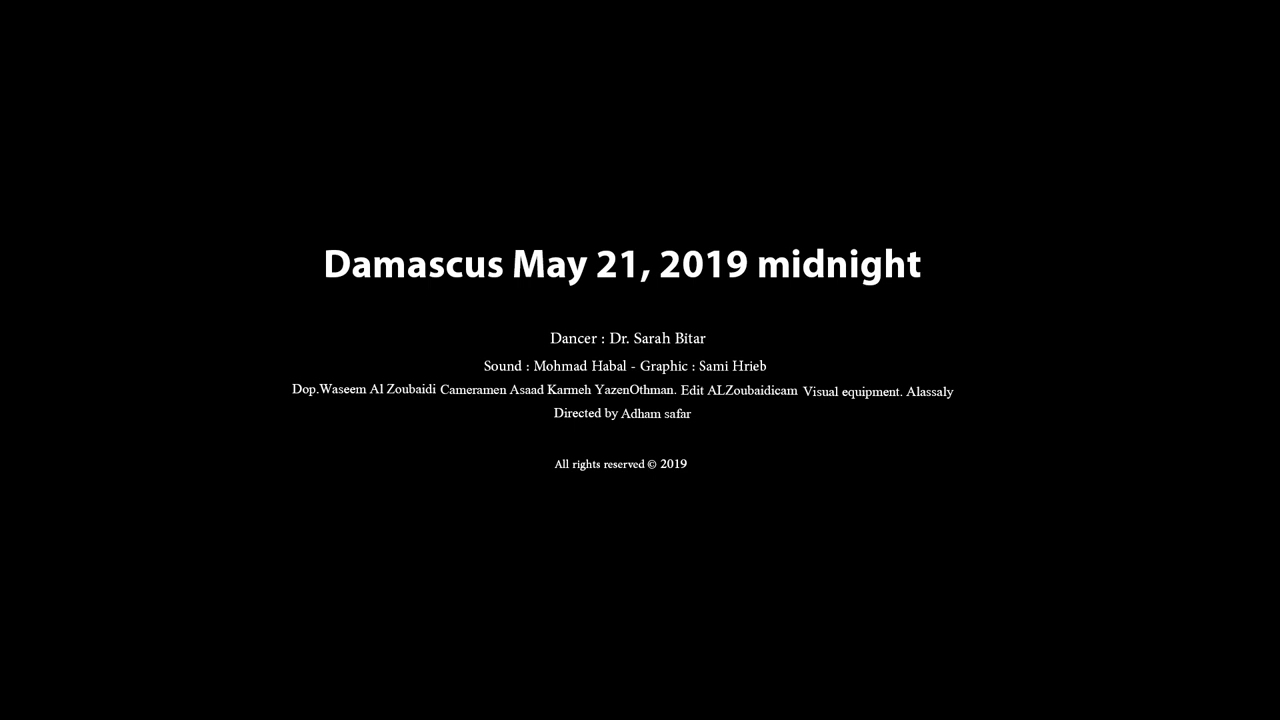 Damascus May 21, 2019 midnight
Dancer : Dr. Sarah Bitar
Sound : Mohmad Habal - Graphic : Sami Hrieb
Dop.Waseem Al Zoubaidi Cameramen Asaad Karmeh YazenOthman. Edit ALZoubaidicam Visual equipment. Alassaly
Directed by Adham safar
All rights reserved © 2019